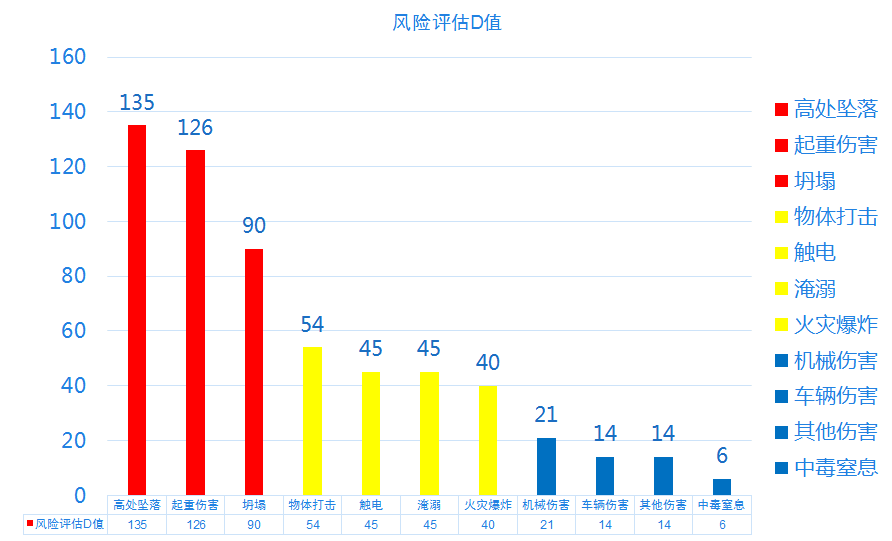 风险评估D值
160
140
120
100
80
60
40
20
0
135
126
90
54
45
45
40
21
14
14
6
高处坠落 起重伤害 坍塌 物体打击 触电 淹溺 火灾爆炸 机械伤害 车辆伤害 其他伤害 中毒窒息
风险评估D值 135 126 90 54 45 45 40 21 14 14 6
高处坠落
起重伤害
坍塌
物体打击
触电
淹溺
火灾爆炸
机械伤害
车辆伤害
其他伤害
中毒窒息